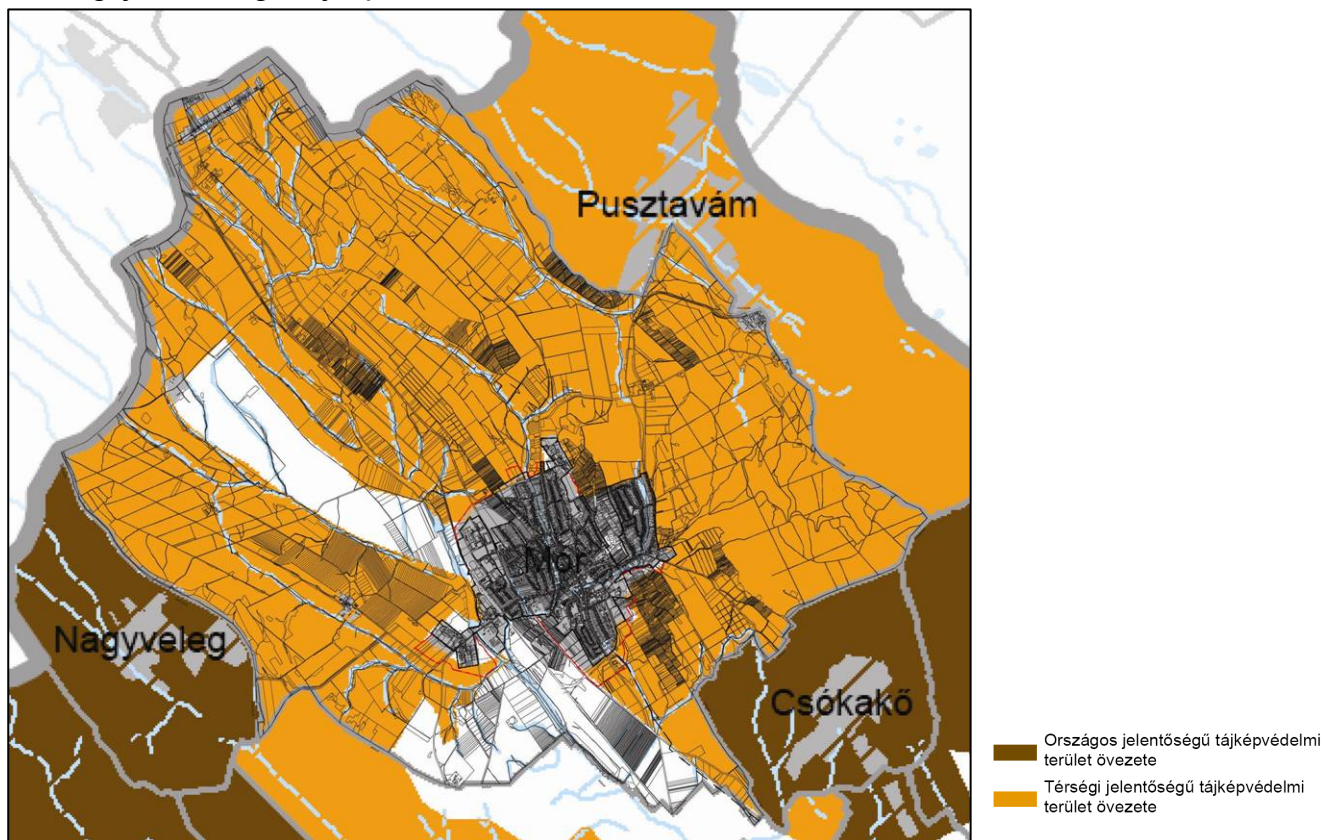 Pusztavám
Mór
Nagyveleg
Csókakő
Országos jelentőségű tájképvédelmi
terület övezete
Térségi jelentőségű tájképvédelmi
terület övezete